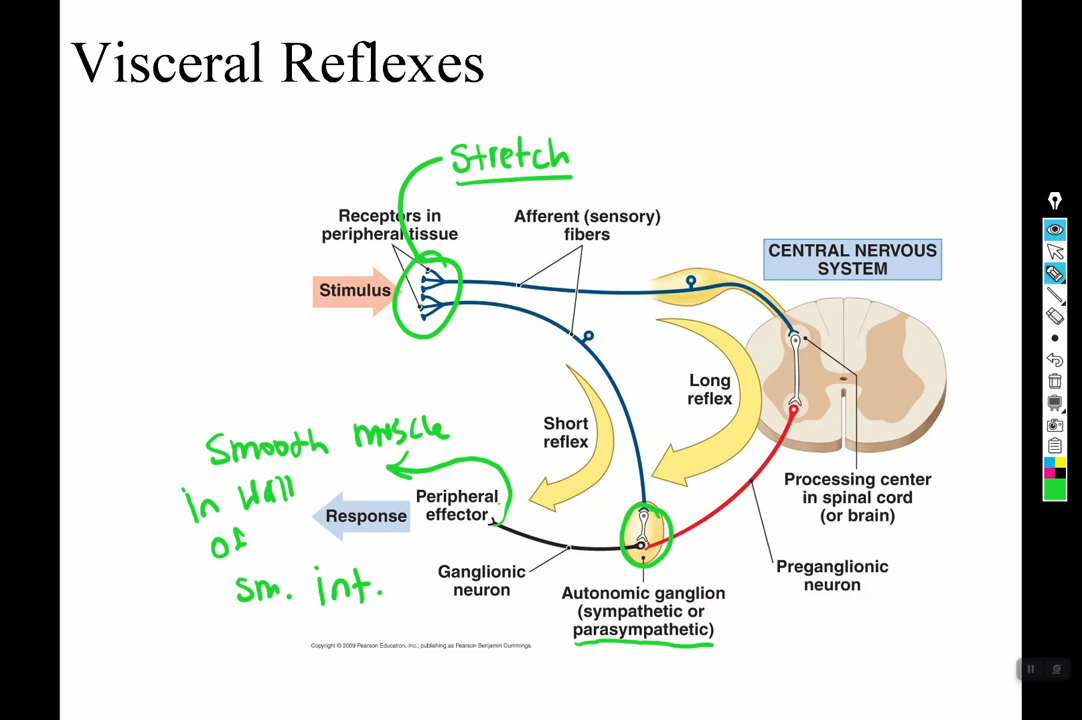 Visceral Reflexes
Stretch
Receptors in
peripheral tissue
Afferent (sensory)
fibers
CENTRAL NERVOUS
SYSTEM
Stimulus
Long
reflex
Short
reflex
Smooth muscle
in wall
of
sm. int.
Peripheral
effector
Response
Processing center
in spinal cord
(or brain)
Ganglionic
neuron
Autonomic ganglion
(sympathetic or
parasympathetic)
Preganglionic
neuron
Copyright © 2009 Pearson Education, Inc., publishing as Pearson Benjamin Cummings.